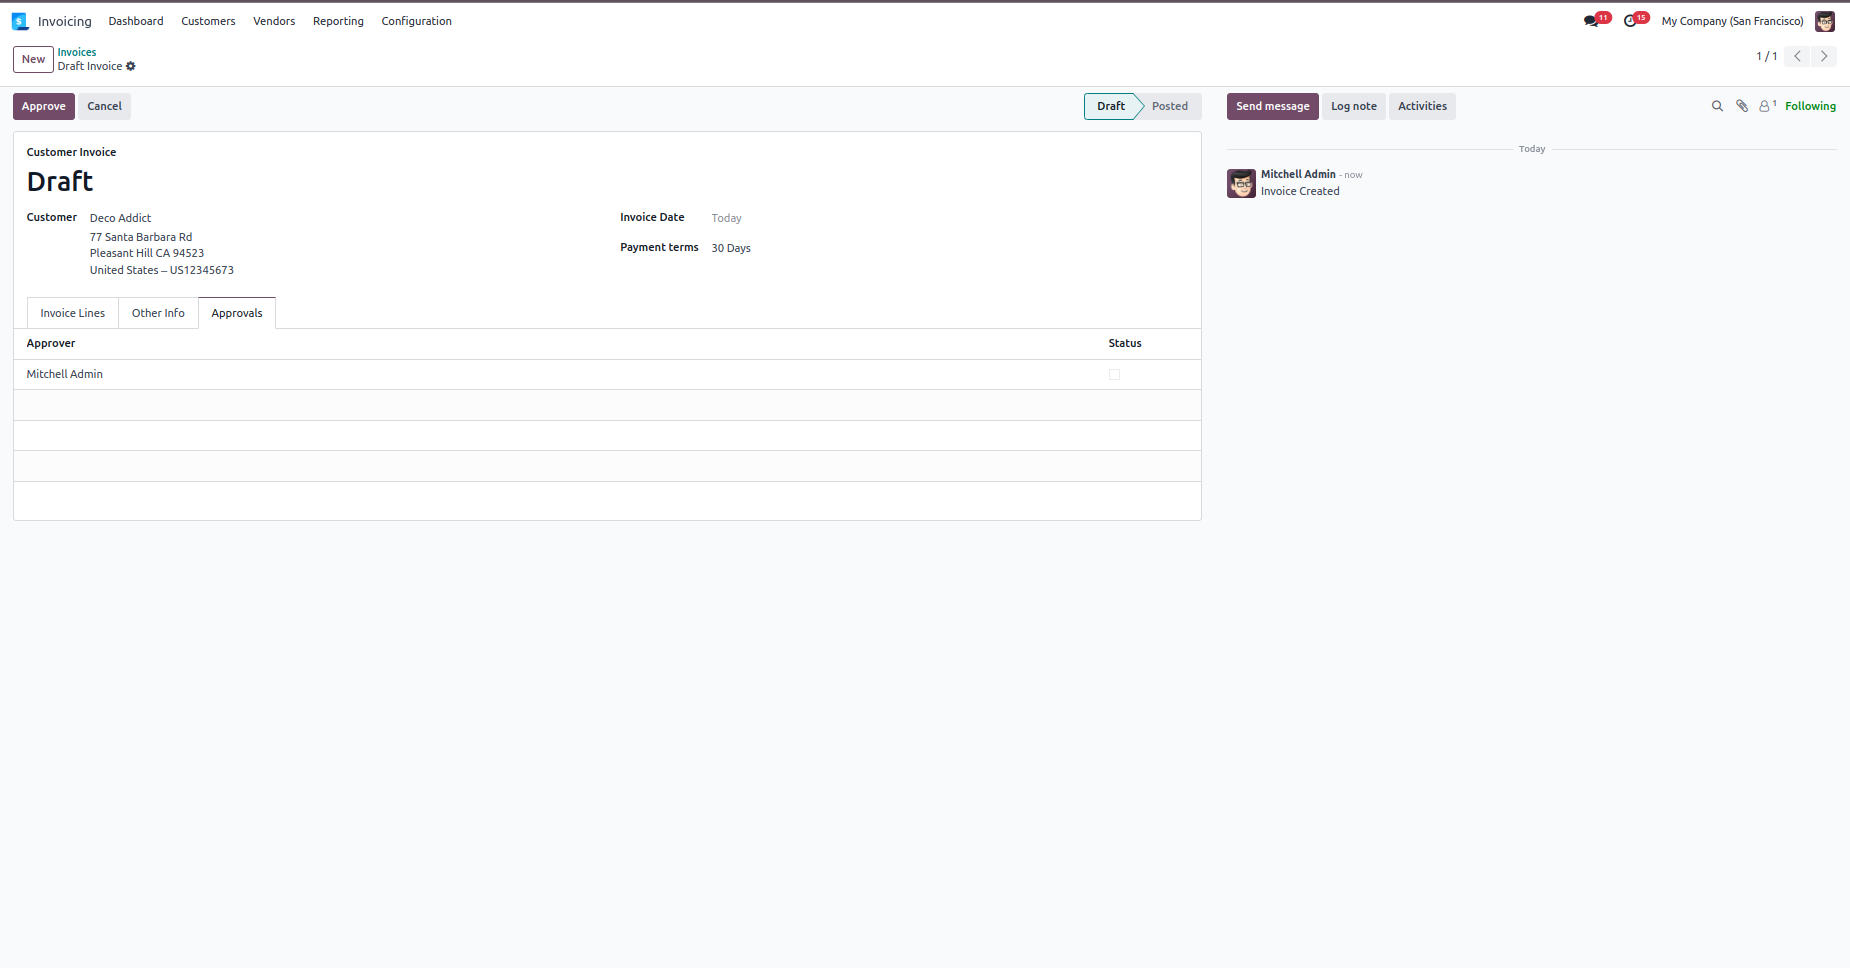 Invoicing Dashboard Customers Vendors Reporting Configuration 11 15 My Company (San Francisco)
New Invoices
Draft Invoice 1 / 1
Approve Cancel Draft Posted Send message Log note Activities 1 Following
Customer Invoice Today
Draft Mitchell Admin - now
Invoice Created
Customer Deco Addict Invoice Date Today
77 Santa Barbara Rd
Pleasant Hill CA 94523 Payment terms 30 Days
United States – US12345673
Invoice Lines Other Info Approvals
Approver Status
Mitchell Admin